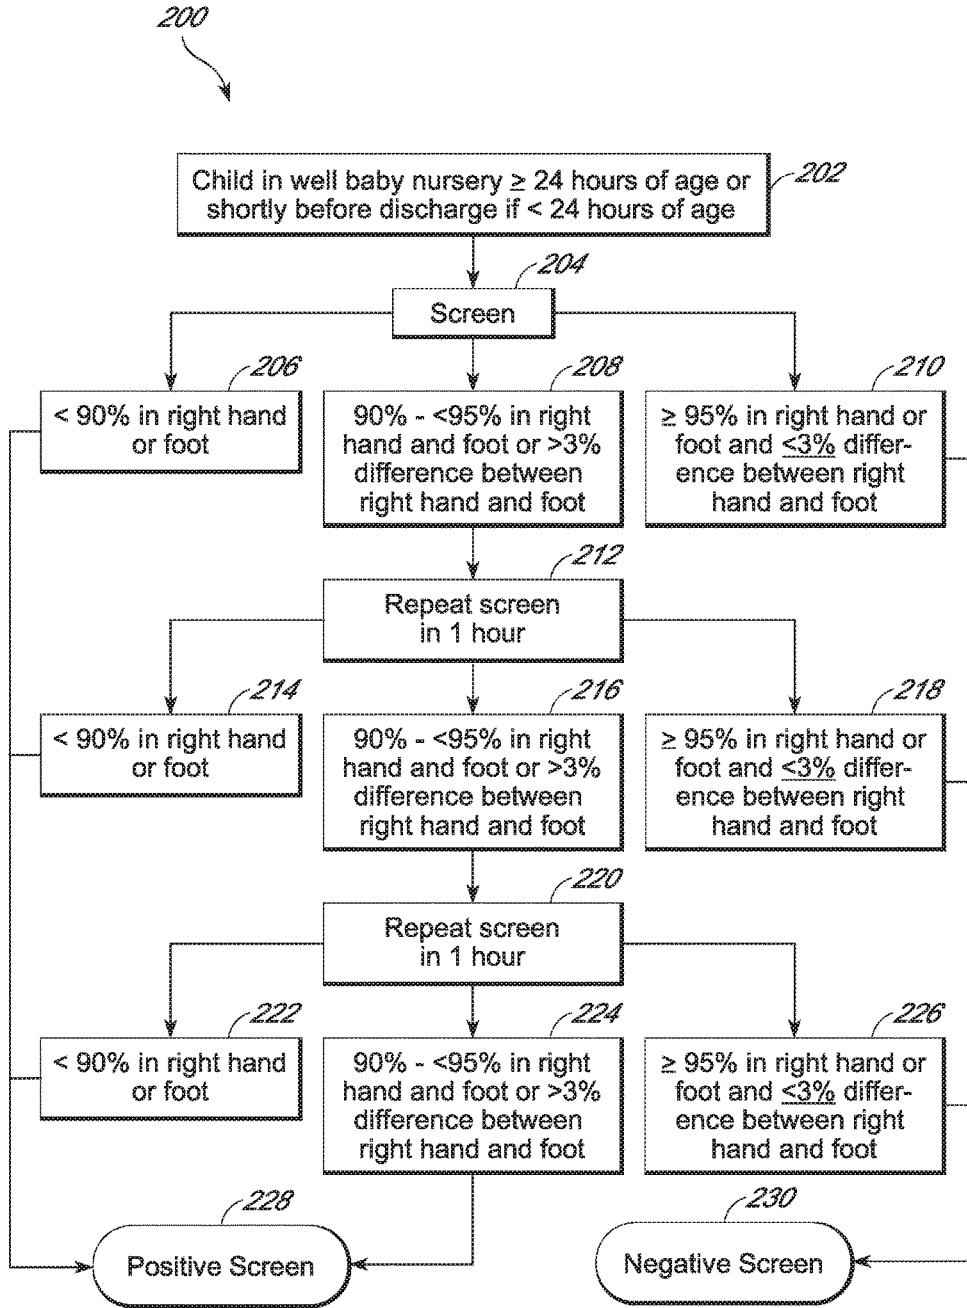 200
202
Child in well baby nursery ≥ 24 hours of age or
shortly before discharge if < 24 hours of age
204
Screen
206
< 90% in right hand
or foot
208
90% - <95% in right
hand and foot or >3%
difference between
right hand and foot
210
≥ 95% in right hand or
foot and <3% differ-
ence between right
hand and foot
212
Repeat screen
in 1 hour
214
< 90% in right hand
or foot
216
90% - <95% in right
hand and foot or >3%
difference between
right hand and foot
218
≥ 95% in right hand or
foot and <3% differ-
ence between right
hand and foot
220
Repeat screen
in 1 hour
222
< 90% in right hand
or foot
224
90% - <95% in right
hand and foot or >3%
difference between
right hand and foot
226
≥ 95% in right hand or
foot and <3% differ-
ence between right
hand and foot
228
Positive Screen
230
Negative Screen